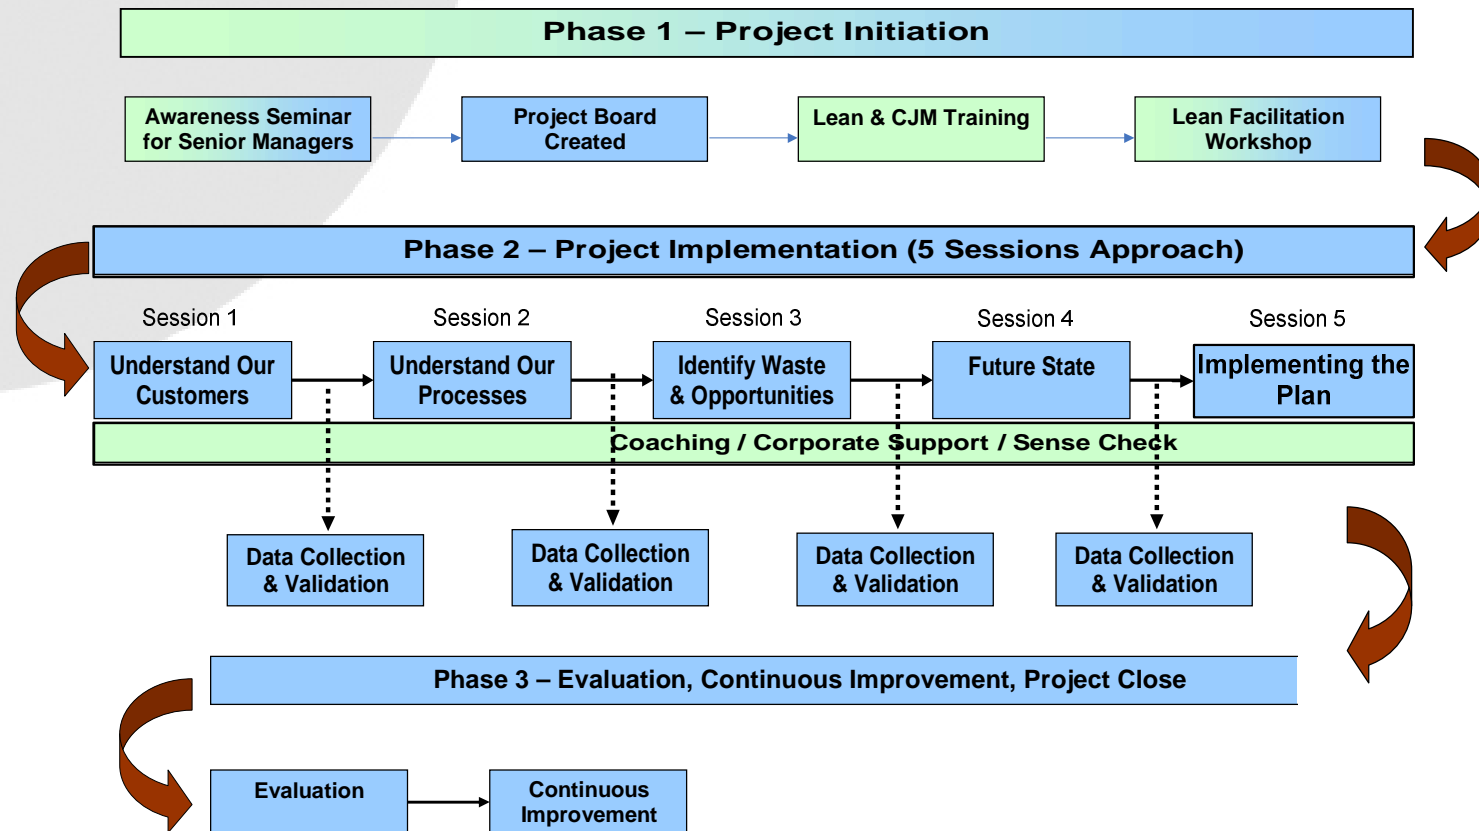 Phase 1 – Project Initiation
Awareness Seminar
for Senior Managers
Project Board
Created
Lean & CJM Training
Lean Facilitation
Workshop
Phase 2 – Project Implementation (5 Sessions Approach)
Session 1
Session 2
Session 3
Session 4
Session 5
Understand Our
Customers
Understand Our
Processes
Identify Waste
& Opportunities
Future State
Implementing the
Plan
Coaching / Corporate Support / Sense Check
Data Collection
& Validation
Data Collection
& Validation
Data Collection
& Validation
Data Collection
& Validation
Phase 3 – Evaluation, Continuous Improvement, Project Close
Evaluation
Continuous
Improvement